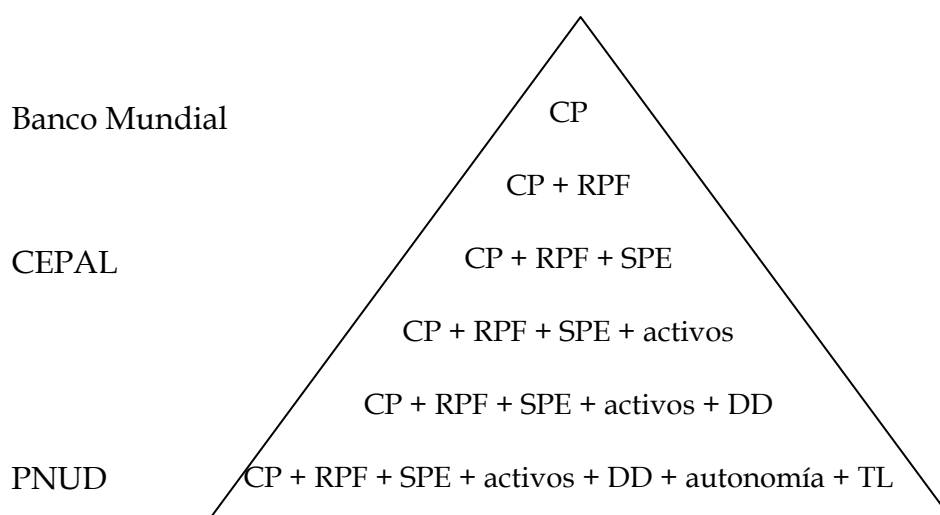 Banco Mundial CP
CP + RPF
CEPAL CP + RPF + SPE
CP + RPF + SPE + activos
CP + RPF + SPE + activos + DD
PNUD CP + RPF + SPE + activos + DD + autonomía + TL